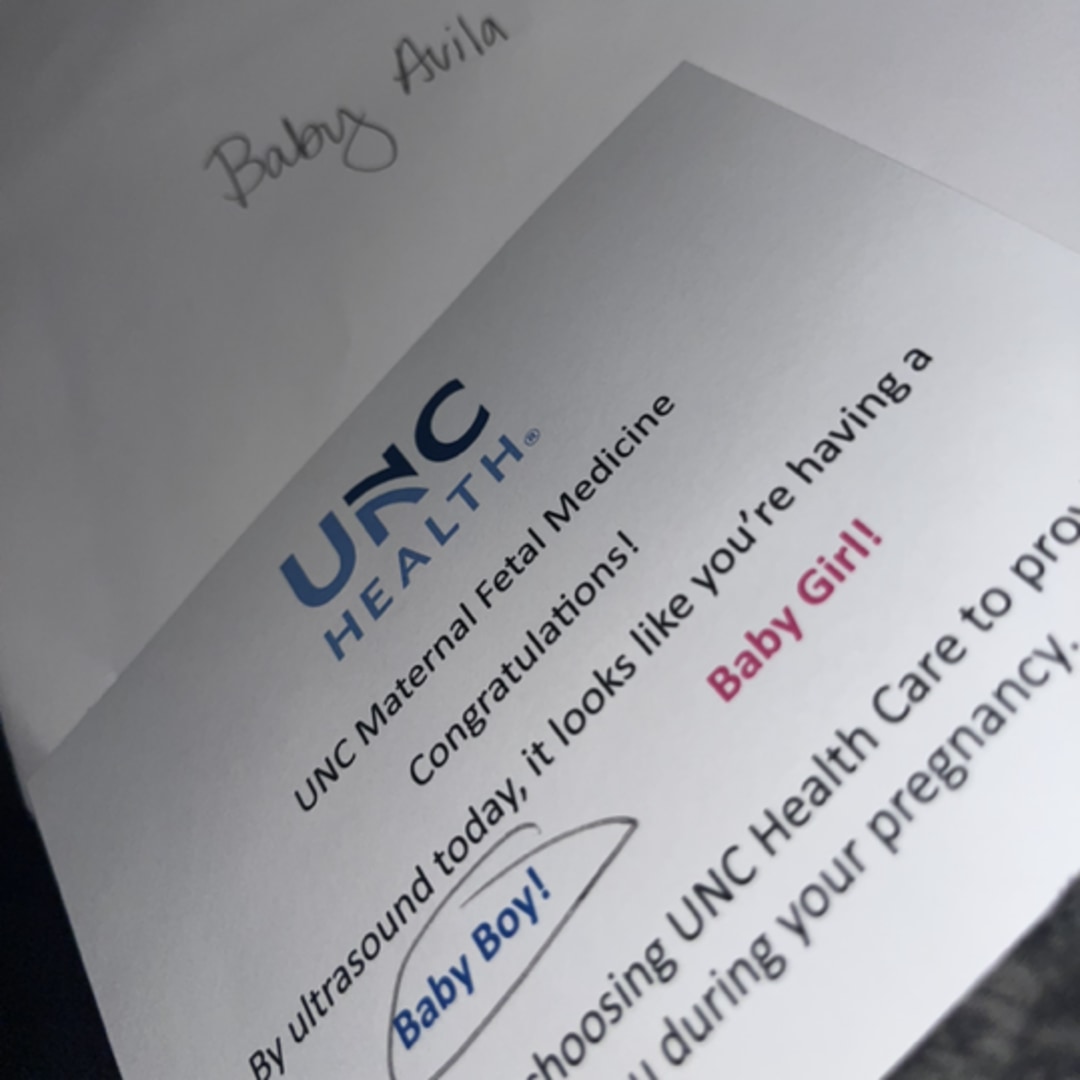 Baby Avila
UNC
HEALTH®
UNC Maternal Fetal Medicine
Congratulations!
By ultrasound today, it looks like you're having a
Baby Boy! Baby Girl!
choosing UNC Health Care to
during your pregnancy.